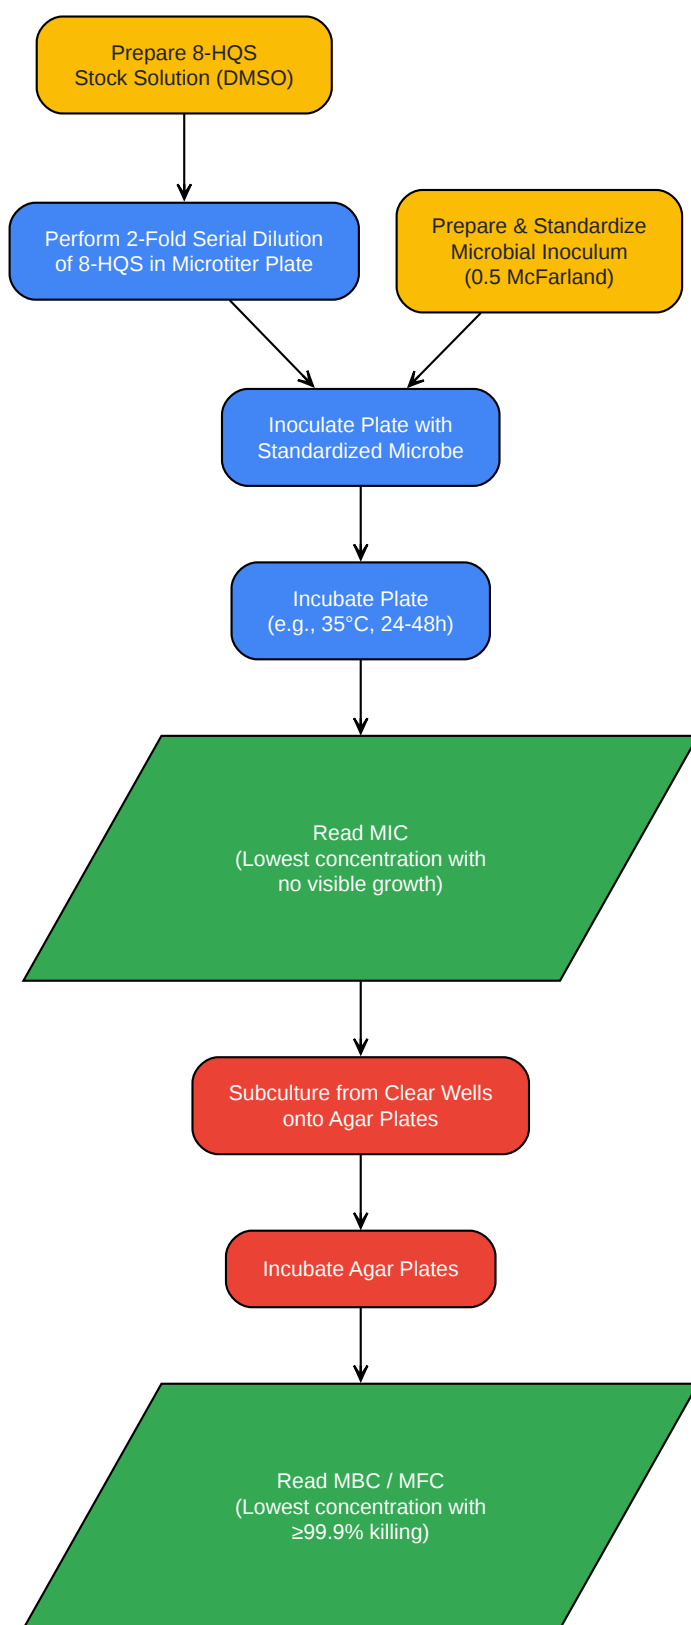 Prepare 8-HQS
Stock Solution (DMSO)
Perform 2-Fold Serial Dilution
of 8-HQS in Microtiter Plate
Prepare & Standardize
Microbial Inoculum
(0.5 McFarland)
Inoculate Plate with
Standardized Microbe
Incubate Plate
(e.g., 35°C, 24-48h)
Read MIC
(Lowest concentration with
no visible growth)
Subculture from Clear Wells
onto Agar Plates
Incubate Agar Plates
Read MBC / MFC
(Lowest concentration with
≥99.9% killing)